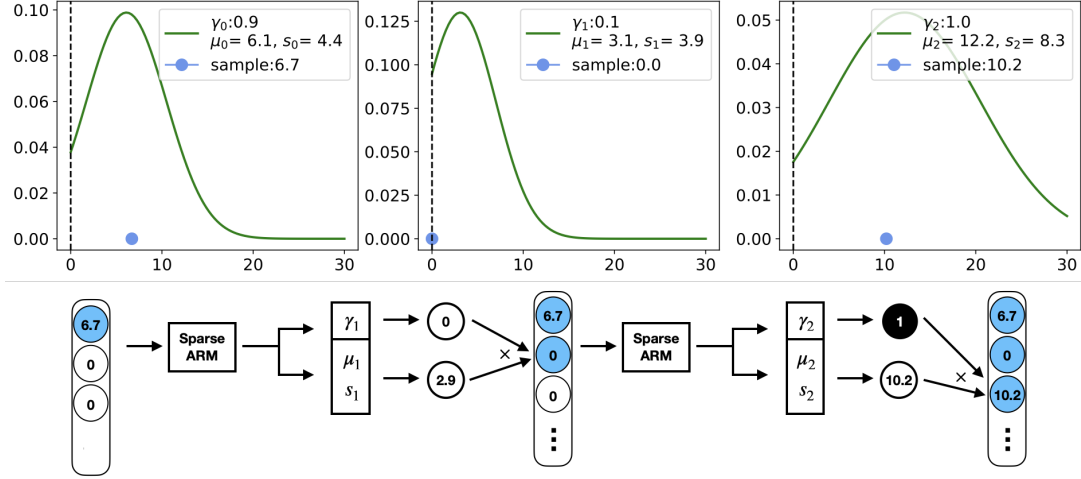 0.10
0.08
0.06
0.04
0.02
0.00
0
10
20
30
γ0:0.9
μ0= 6.1, s0= 4.4
sample:6.7
0.125
0.100
0.075
0.050
0.025
0.000
0
10
20
30
γ1:0.1
μ1= 3.1, s1= 3.9
sample:0.0
0.05
0.04
0.03
0.02
0.01
0.00
0
10
20
30
γ2:1.0
μ2= 12.2, s2= 8.3
sample:10.2
6.7
0
0
Sparse
ARM
γ1
μ1
s1
0
2.9
×
6.7
0
0
Sparse
ARM
γ2
μ2
s2
1
10.2
×
6.7
0
10.2